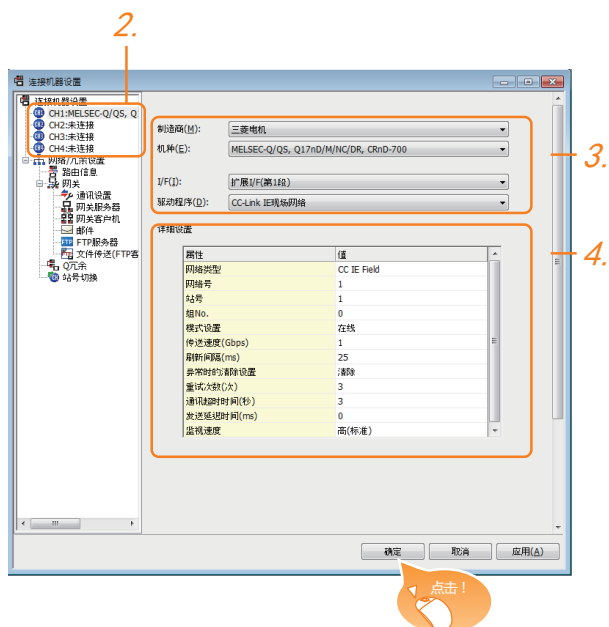 2.
连接机器设置
连接机器设置
CH1:MELSEC-Q/QS, Q
CH2:未连接
CH3:未连接
CH4:未连接
网络/冗余设置
路由信息
网关
通讯设置
网关服务器
网关客户机
邮件
FTP服务器
文件传送(FTP客
Q冗余
站号切换
制造商(M): 三菱电机
机种(E): MELSEC-Q/QS, Q17nD/M/NC/DR, CRnD-700
I/F(I): 扩展I/F(第1段)
驱动程序(D): CC-Link IE现场网络
3.
详细设置
4.
属性 值
网络类型 CC IE Field
网络号 1
站号 1
组No. 0
模式设置 在线
传送速度(Gbps) 1
刷新间隔(ms) 25
异常时的清除设置 清除
重试次数(次) 3
通讯超时时间(秒) 3
发送延迟时间(ms) 0
监视速度 高(标准)
确定 取消 应用(A)
点击！